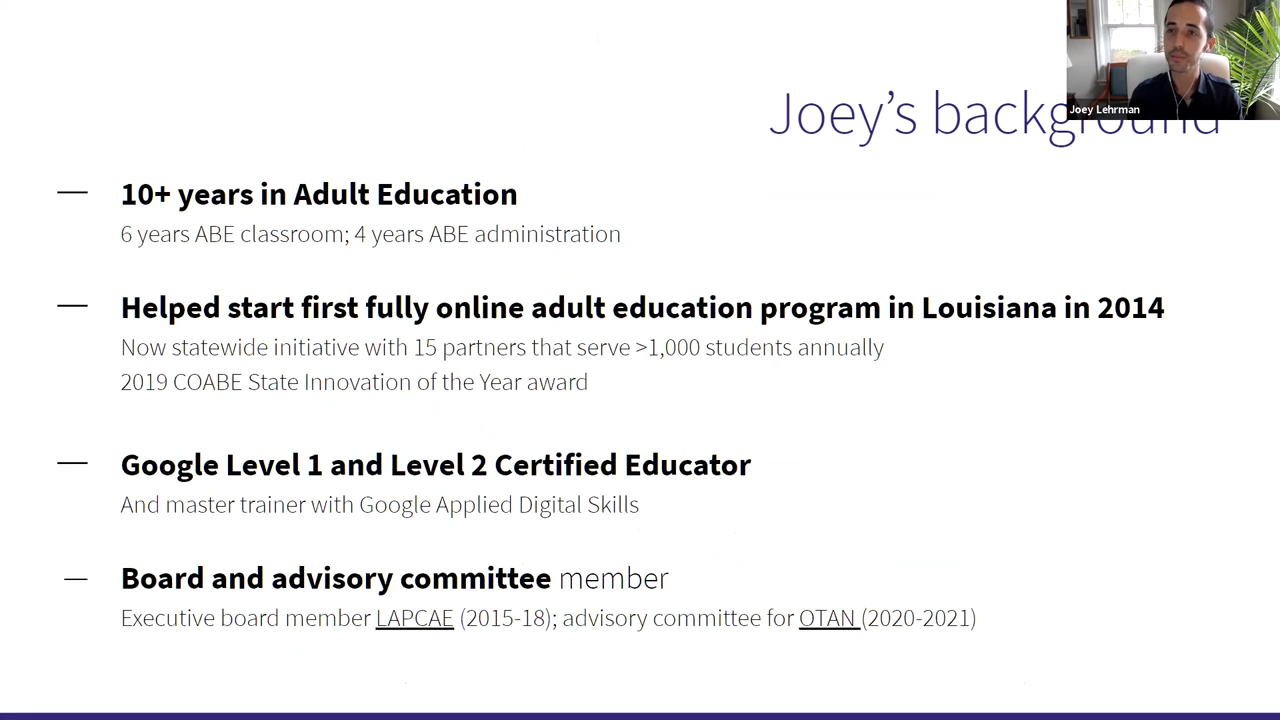 Joey Lehrman
Joey's background
— 10+ years in Adult Education
6 years ABE classroom; 4 years ABE administration
— Helped start first fully online adult education program in Louisiana in 2014
Now statewide initiative with 15 partners that serve >1,000 students annually
2019 COABE State Innovation of the Year award
— Google Level 1 and Level 2 Certified Educator
And master trainer with Google Applied Digital Skills
— Board and advisory committee member
Executive board member LAPCAE (2015-18); advisory committee for OTAN (2020-2021)